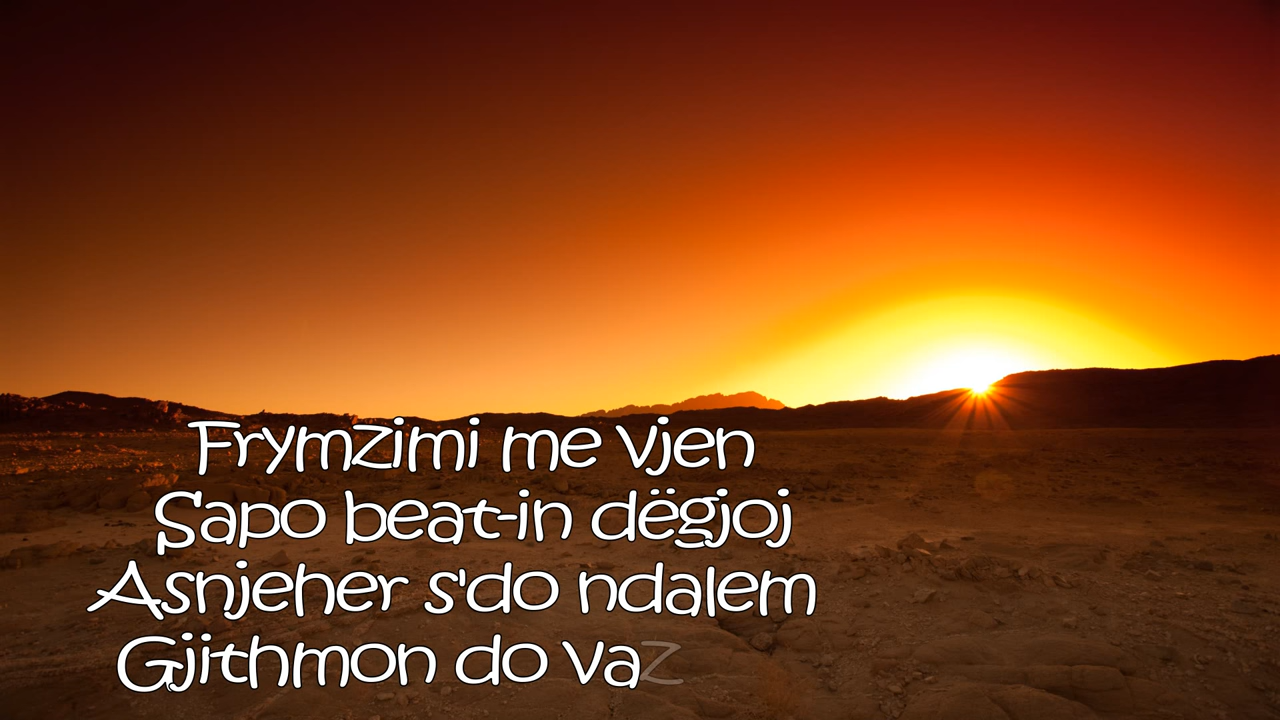 Frymzimi me vjen
Sapo beat-in dëgjoj
Asnjeher s'do ndalem
Gjithmon do vaz